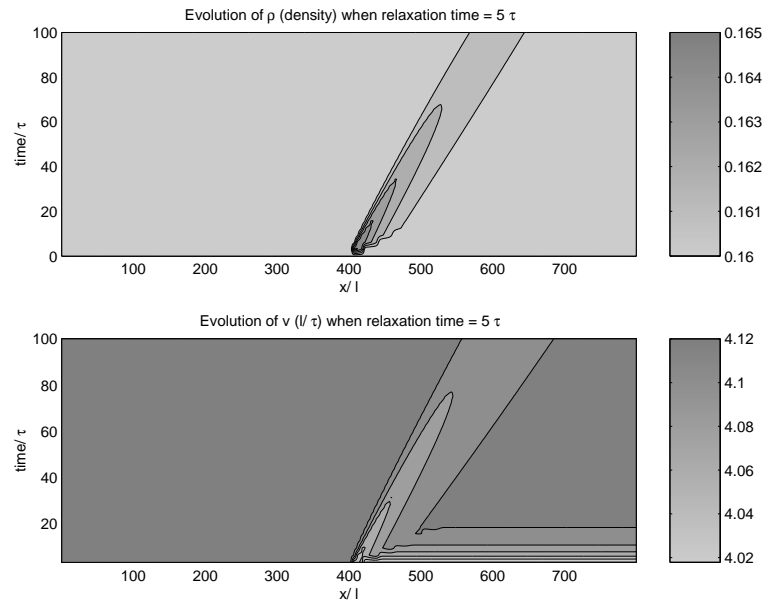 Evolution of ρ (density) when relaxation time = 5 τ
100
80
60
40
20
0
time/ τ
100 200 300 400 500 600 700
x/ l
0.165
0.164
0.163
0.162
0.161
0.16
Evolution of v (l/ τ) when relaxation time = 5 τ
100
80
60
40
20
time/ τ
100 200 300 400 500 600 700
x/ l
4.12
4.1
4.08
4.06
4.04
4.02